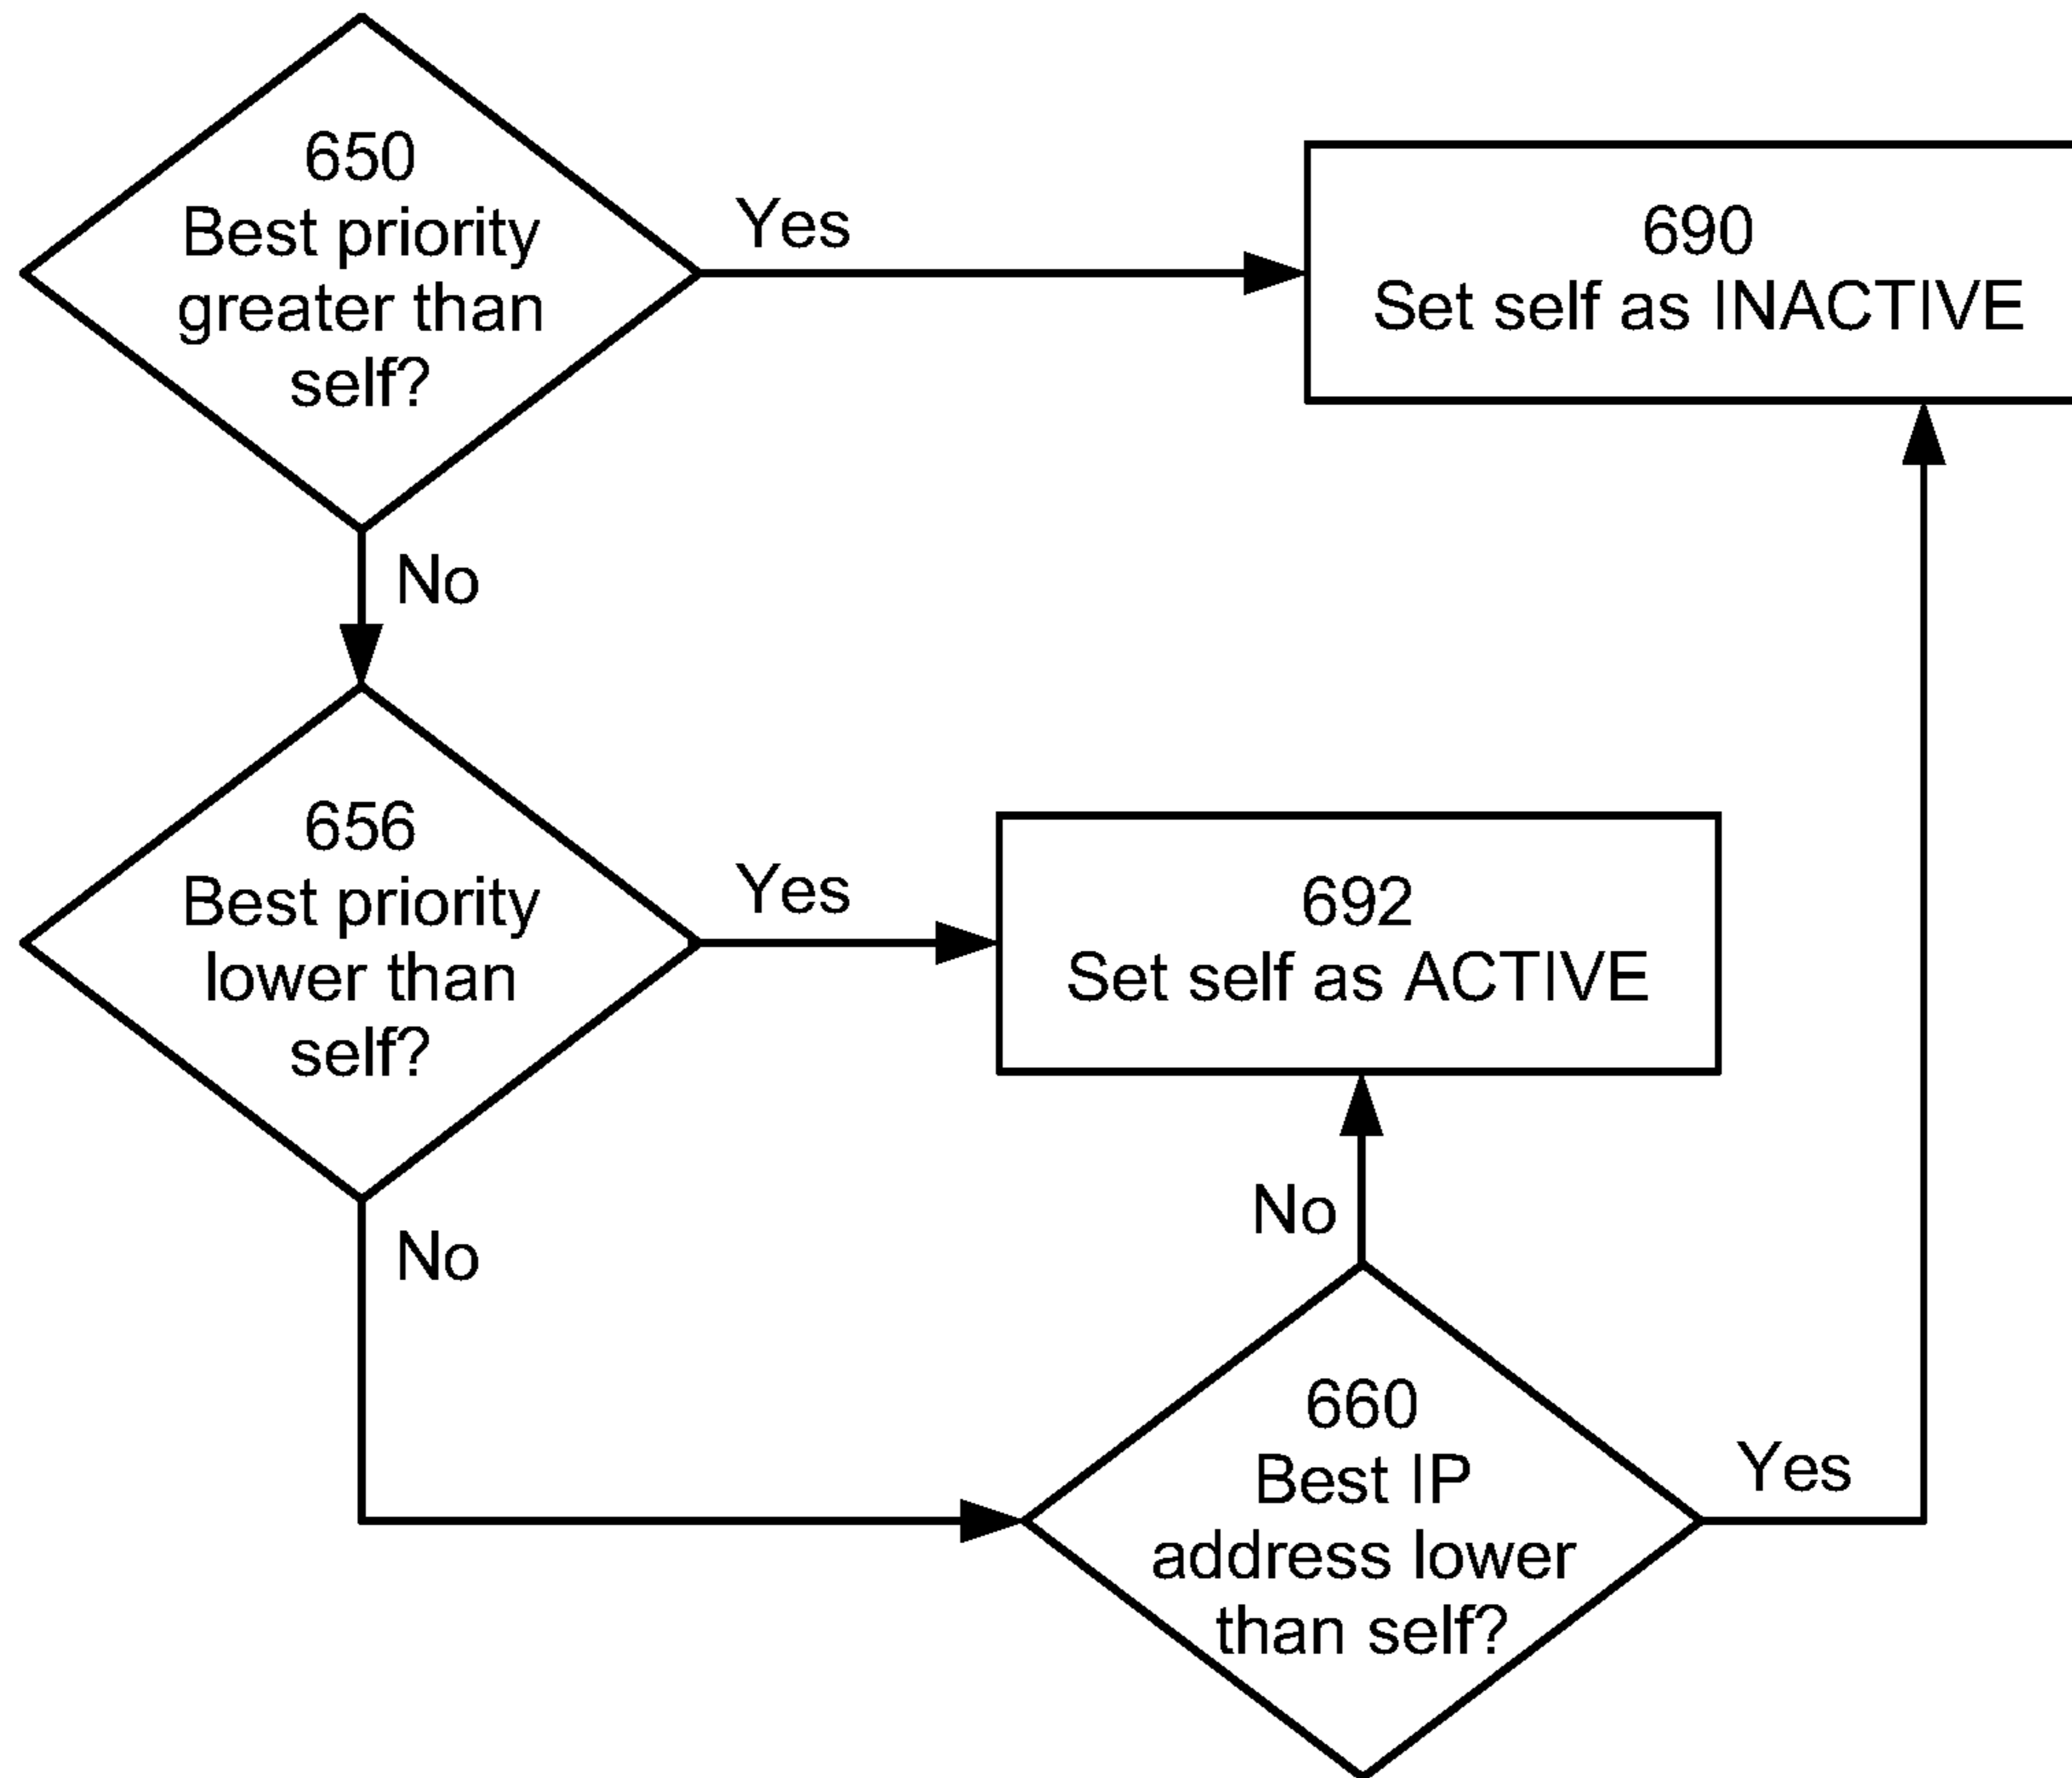 650
Best priority
greater than
self?
Yes
690
Set self as INACTIVE
No
656
Best priority
lower than
self?
Yes
692
Set self as ACTIVE
No
No
660
Best IP
address lower
than self?
Yes